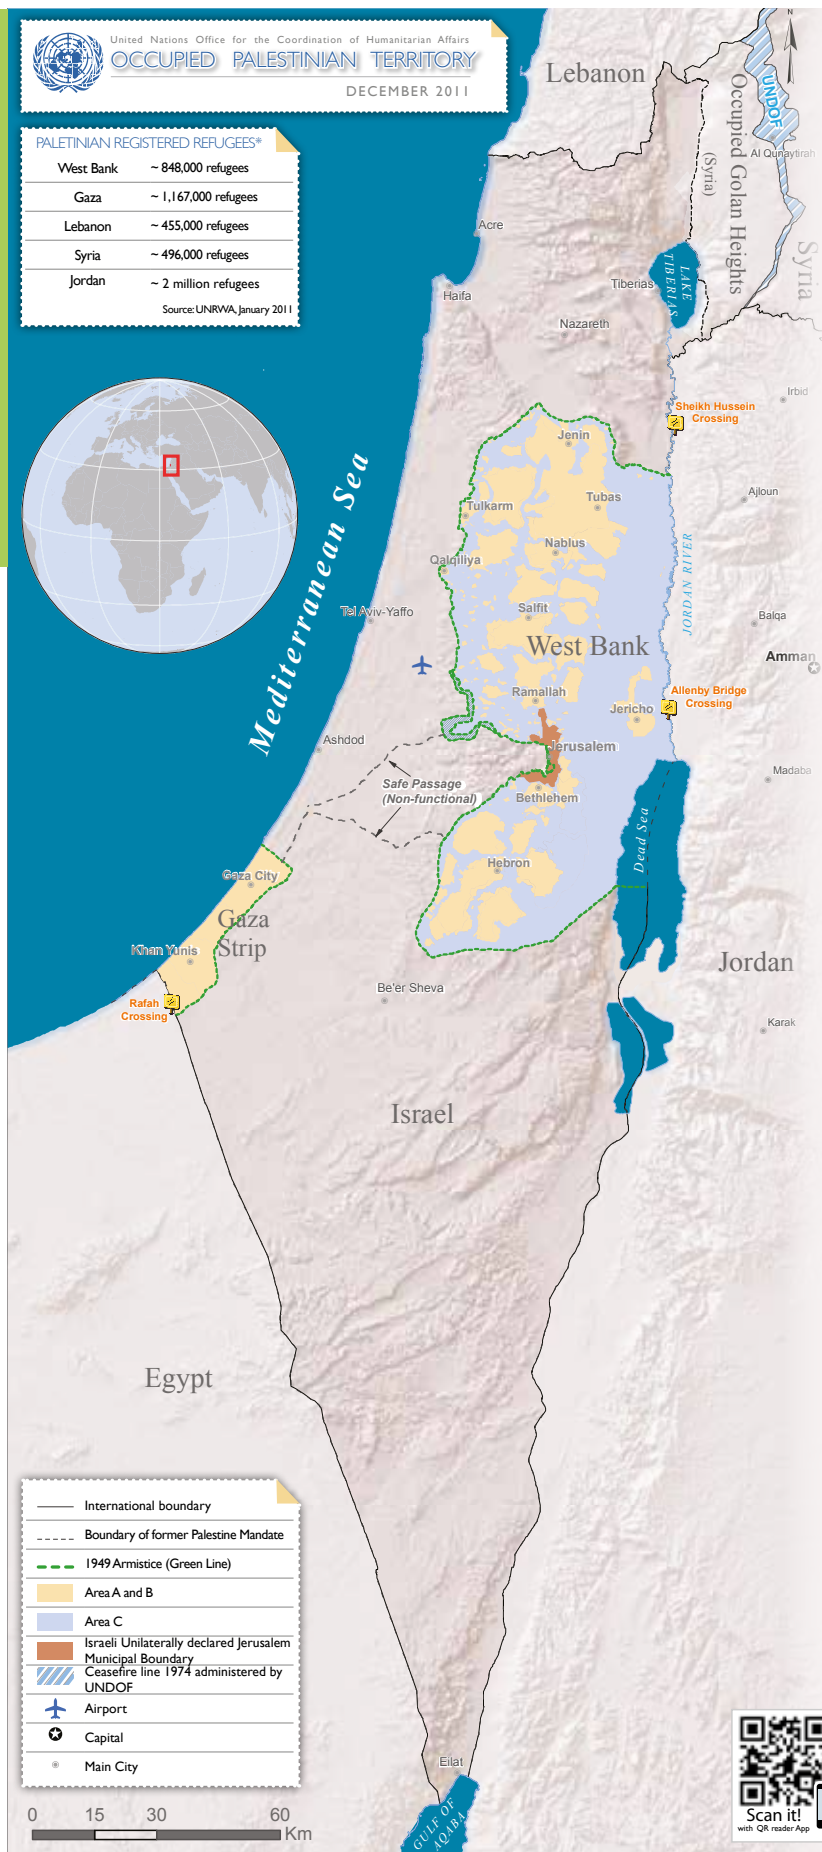 United Nations Office for the Coordination of Humanitarian Affairs
OCCUPIED PALESTINIAN TERRITORY
DECEMBER 2011
PALETINIAN REGISTERED REFUGEES*
West Bank ~ 848,000 refugees
Gaza ~ 1,167,000 refugees
Lebanon ~ 455,000 refugees
Syria ~ 496,000 refugees
Jordan ~ 2 million refugees
Source: UNRWA, January 2011
N
Lebanon
UNDOF
Occupied Golan Heights
(Syria)
Al Qunaytirah
Syria
Acre
Haifa
Tiberias
LAKE
TIBERIAS
Nazareth
Irbid
Sheikh Hussein
Crossing
Jenin
Mediterranean Sea
Tulkarm
Tubas
Ajloun
Nablus
JORDAN RIVER
Qalqiliya
Tel Aviv-Yaffo
Salfit
Balqa
West Bank
Amman
Ramallah
Jericho
Allenby Bridge
Crossing
Ashdod
Jerusalem
Madaba
Safe Passage
(Non-functional)
Bethlehem
Dead Sea
Hebron
Gaza City
Gaza
Strip
Khan Yunis
Jordan
Be'er Sheva
Rafah
Crossing
Karak
Israel
Egypt
International boundary
Boundary of former Palestine Mandate
1949 Armistice (Green Line)
Area A and B
Area C
Israeli Unilaterally declared Jerusalem
Municipal Boundary
Ceasefire line 1974 administered by
UNDOF
Airport
Capital
Main City
Eilat
GULF OF
AQABA
0 15 30 60
Km
Scan it!
with QR reader App